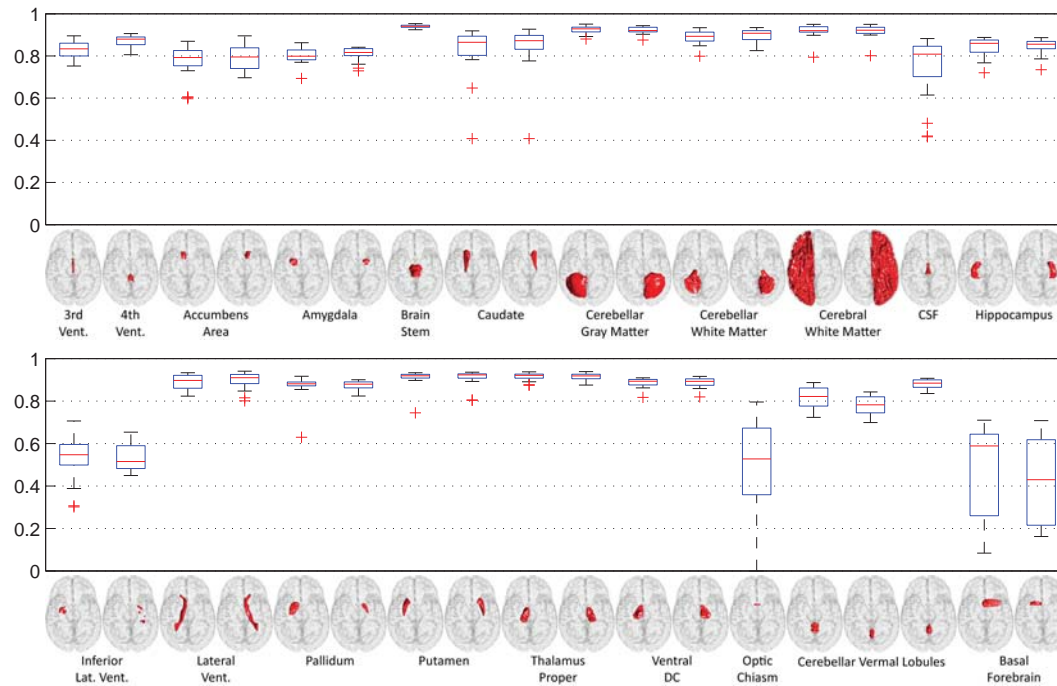 1
0.8
0.6
0.4
0.2
0
3rd Vent.
4th Vent.
Accumbens Area
Amygdala
Brain Stem
Caudate
Cerebellar Gray Matter
Cerebellar White Matter
Cerebral White Matter
CSF
Hippocampus
1
0.8
0.6
0.4
0.2
0
Inferior Lat. Vent.
Lateral Vent.
Pallidum
Putamen
Thalamus Proper
Ventral DC
Optic Chiasm
Cerebellar Vermal Lobules
Basal Forebrain